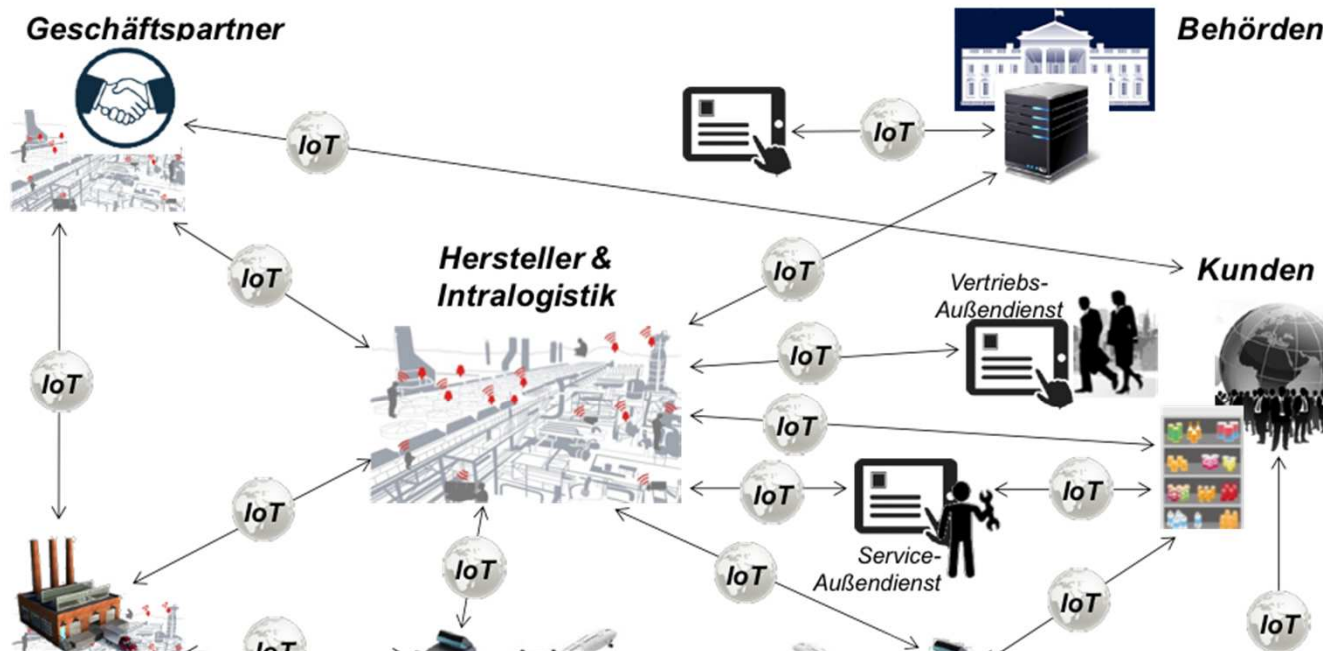 Geschäftspartner
Behörden
IoT
IoT
IoT
IoT
Hersteller &
Intralogistik
Kunden
Vertriebs-
Außendienst
IoT
IoT
IoT
IoT
IoT
IoT
Service-
Außendienst
IoT
IoT
IoT
IoT
IoT